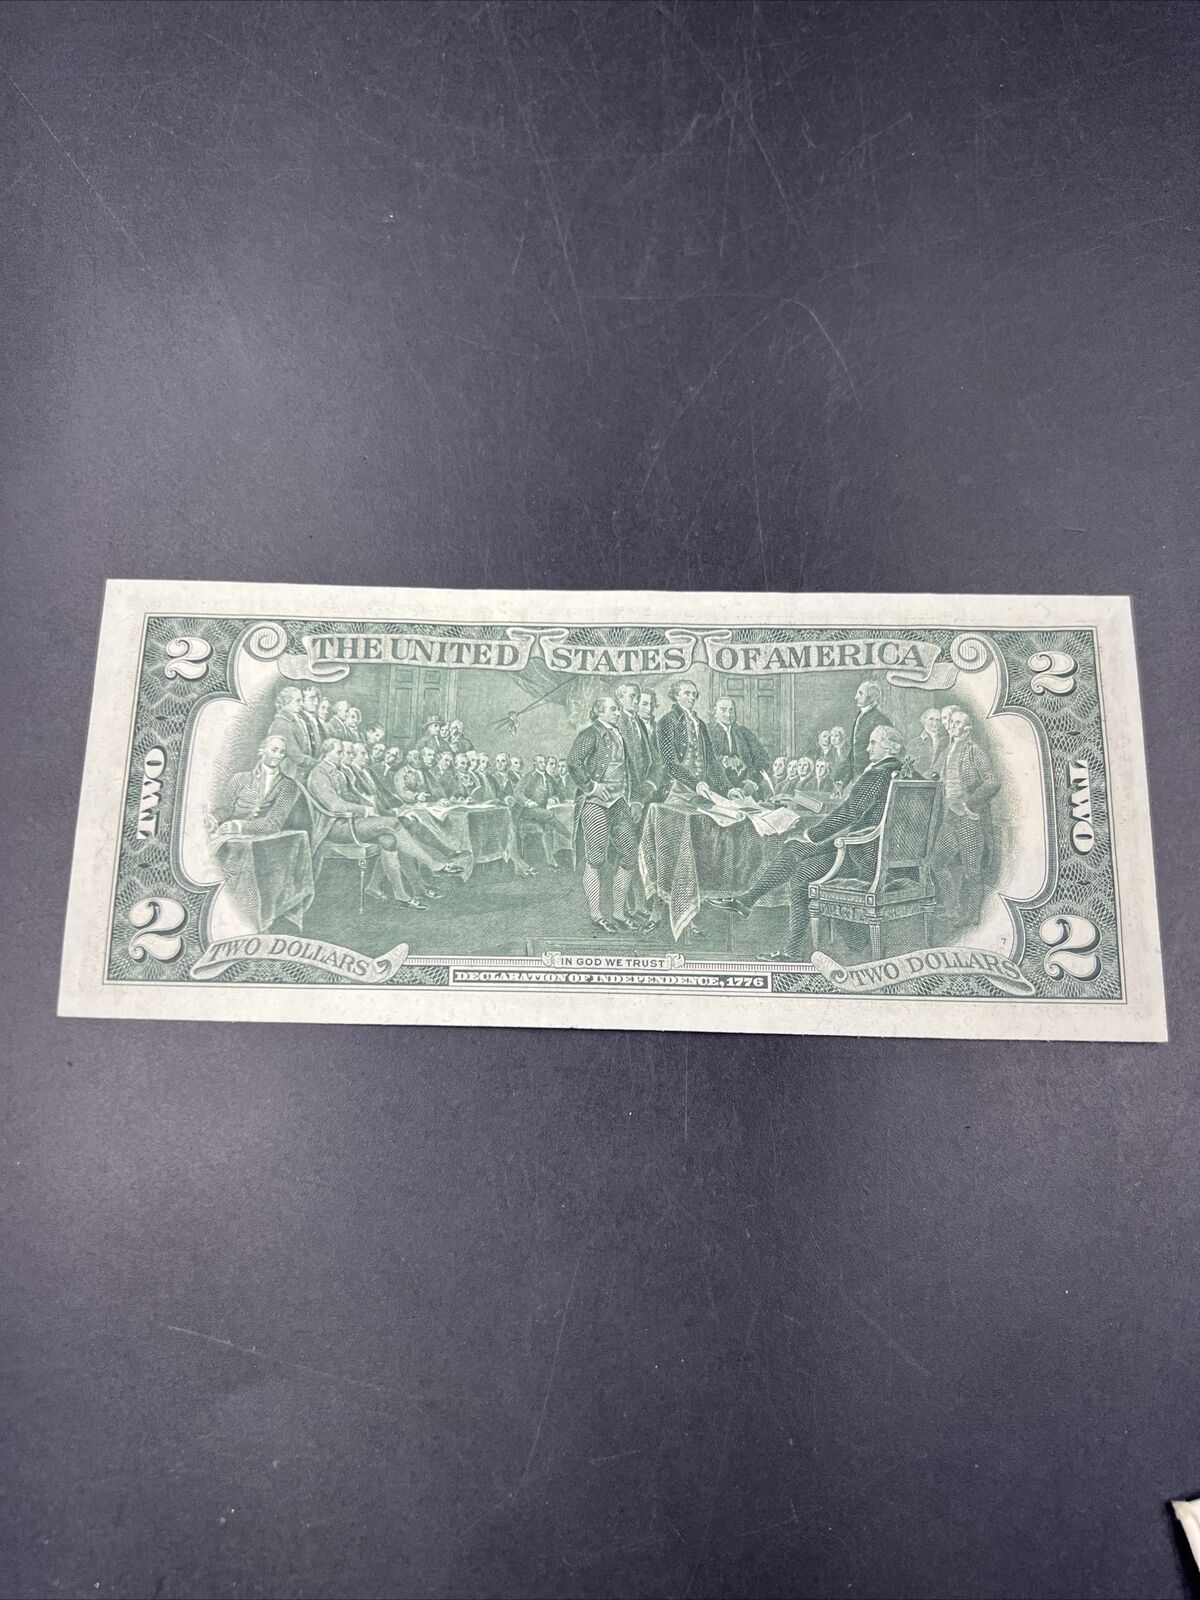 2 THE UNITED STATES OF AMERICA 2
TWO TWO
2 TWO DOLLARS IN GOD WE TRUST 7 TWO DOLLARS 2
DECLARATION OF INDEPENDENCE, 1776